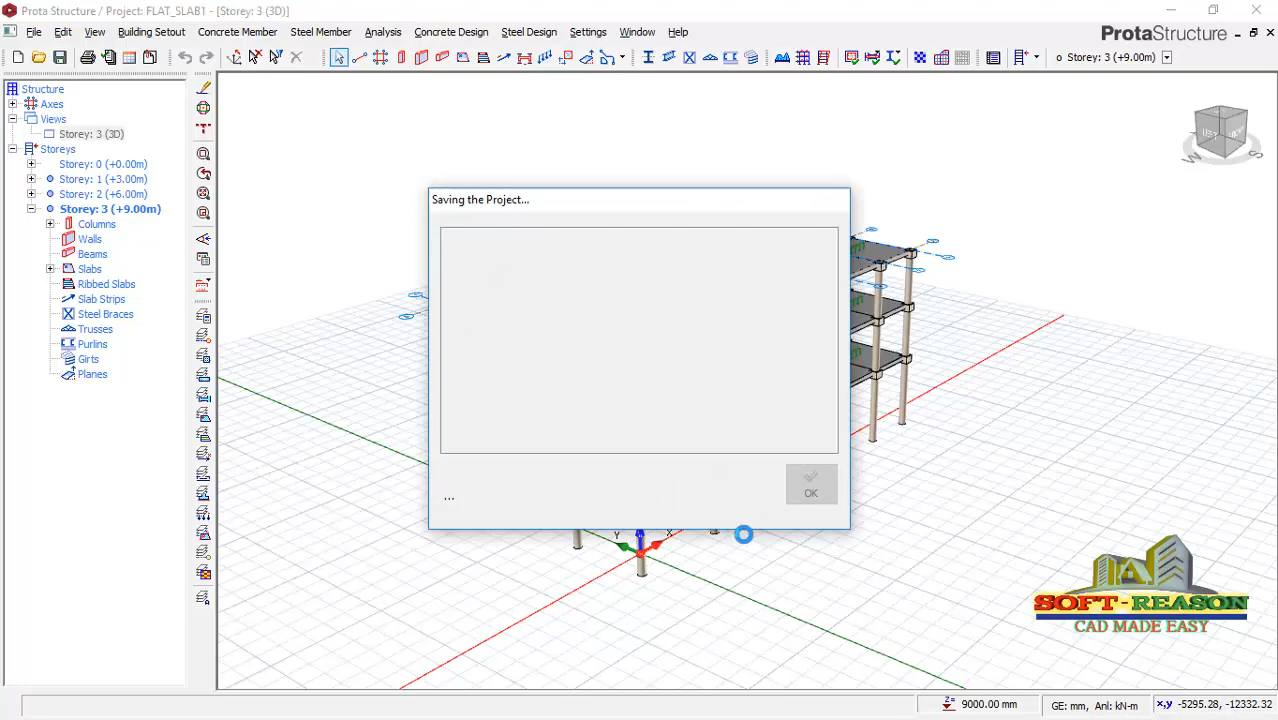 Prota Structure / Project: FLAT_SLAB1 - [Storey: 3 (3D)]
File Edit View Building Setout Concrete Member Steel Member Analysis Concrete Design Steel Design Settings Window Help
ProtaStructure
o Storey: 3 (+9.00m)
Structure
Axes
Views
Storey: 3 (3D)
Storeys
Storey: 0 (+0.00m)
Storey: 1 (+3.00m)
Storey: 2 (+6.00m)
Storey: 3 (+9.00m)
Columns
Walls
Beams
Slabs
Ribbed Slabs
Slab Strips
Steel Braces
Trusses
Purlins
Girts
Planes
Saving the Project...
...
OK
Y X
W S
SOFT-REASON
CAD MADE EASY
Z= 9000.00 mm
GE: mm, Anl: kN-m
x,y -5295.28, -12332.32